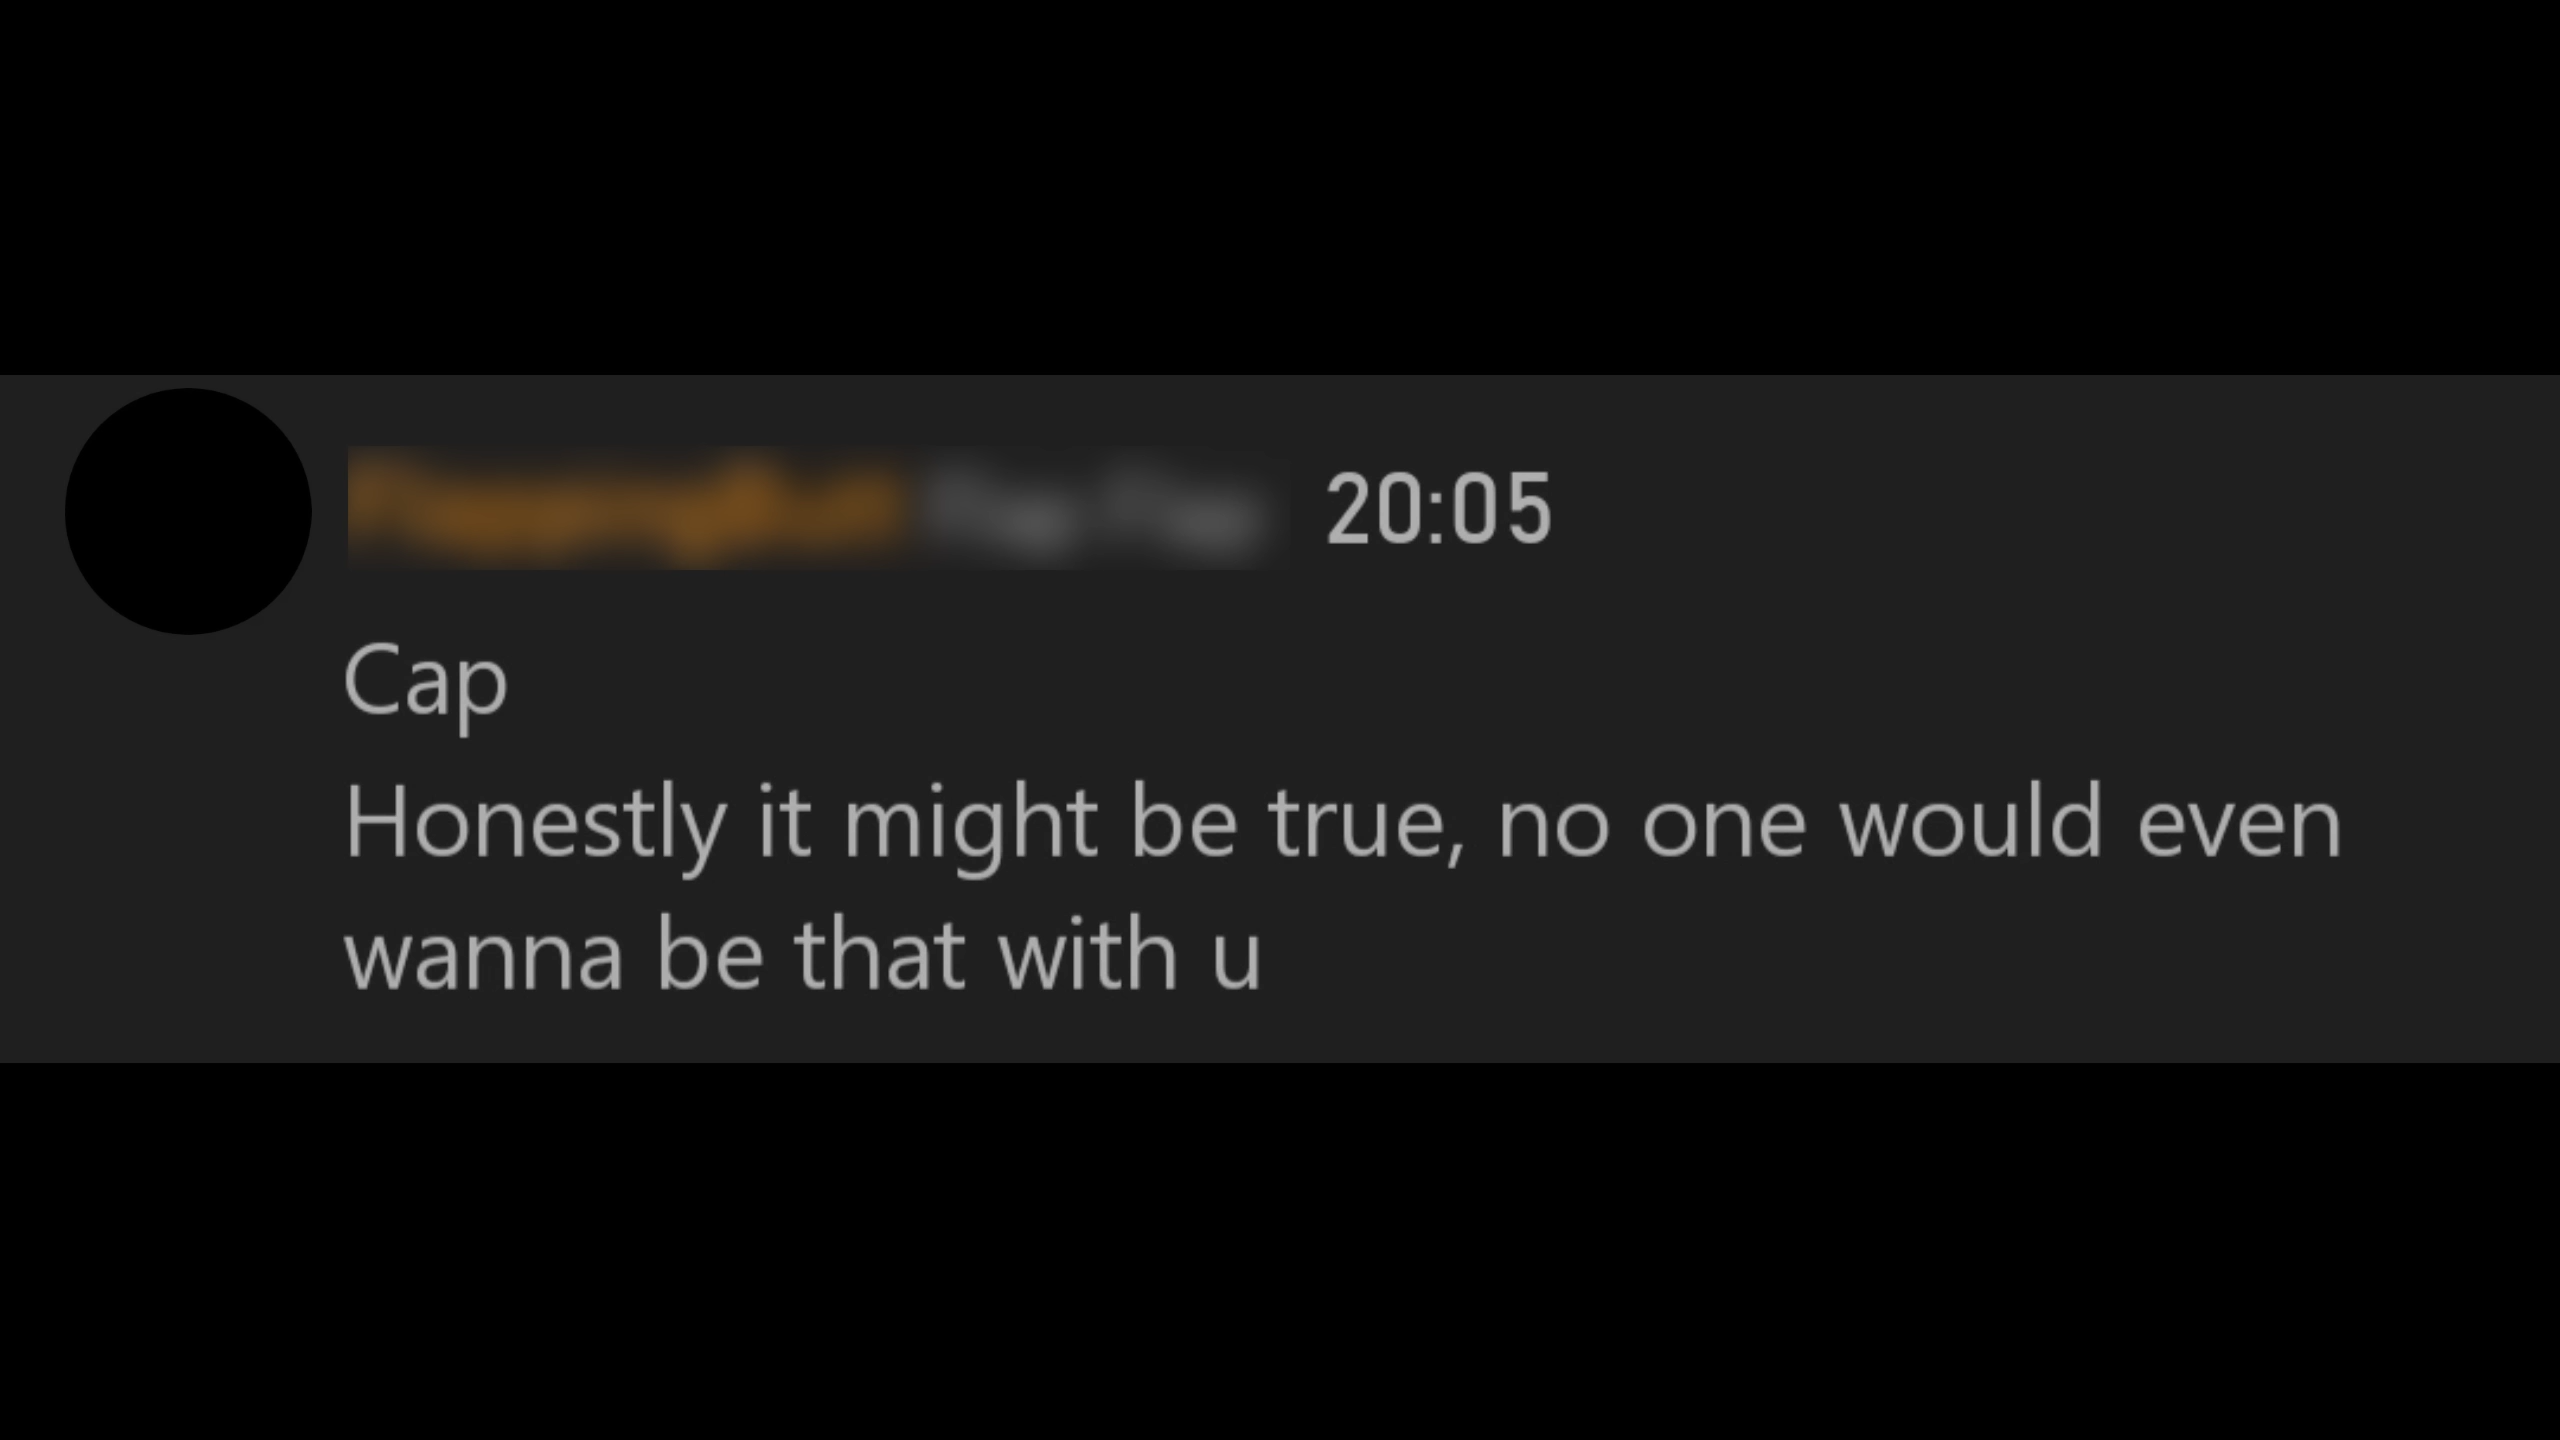 20:05
Cap
Honestly it might be true, no one would even
wanna be that with u